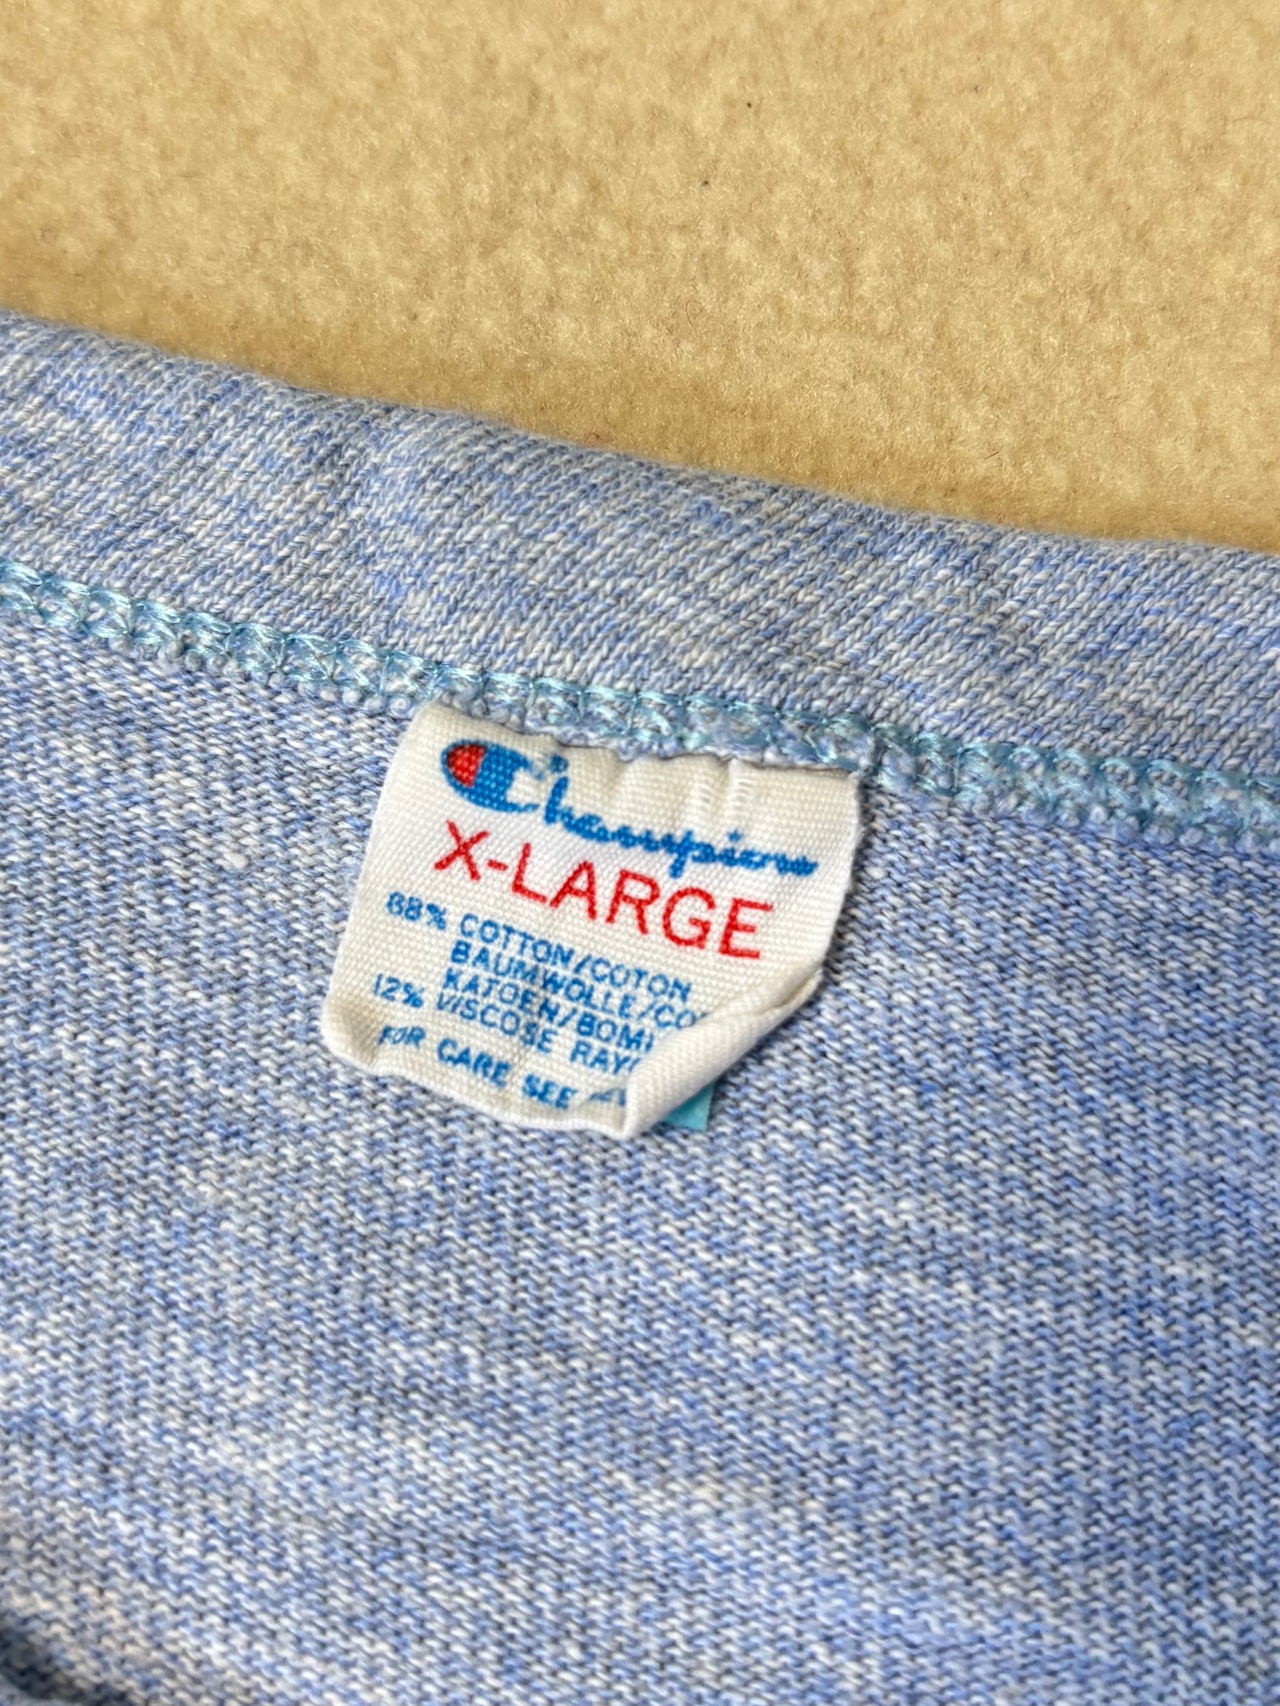 Champion
X-LARGE
88% COTTON/COTON
BAUMWOLLE/CO
KATOEN/BOM
12% VISCOSE RAY
FOR CARE SEE